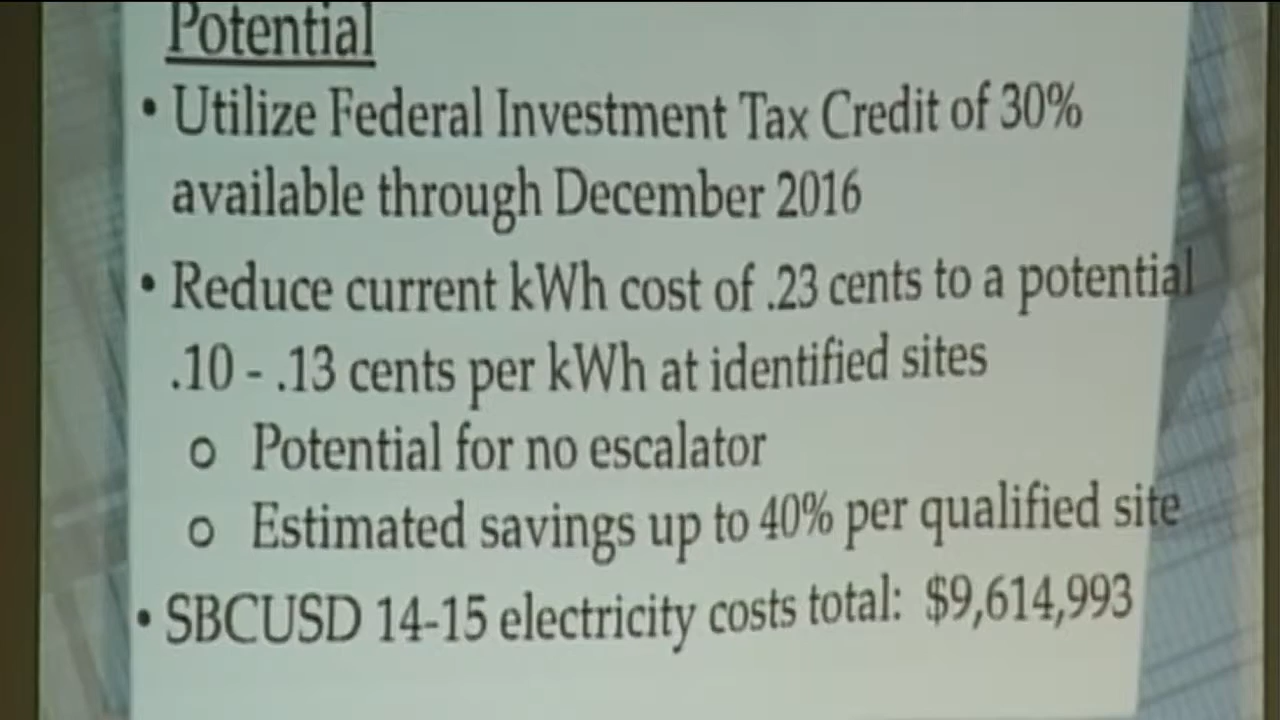 Potential
• Utilize Federal Investment Tax Credit of 30%
available through December 2016
• Reduce current kWh cost of .23 cents to a potential
.10 - .13 cents per kWh at identified sites
o Potential for no escalator
o Estimated savings up to 40% per qualified site
• SBCUSD 14-15 electricity costs total: $9,614,993